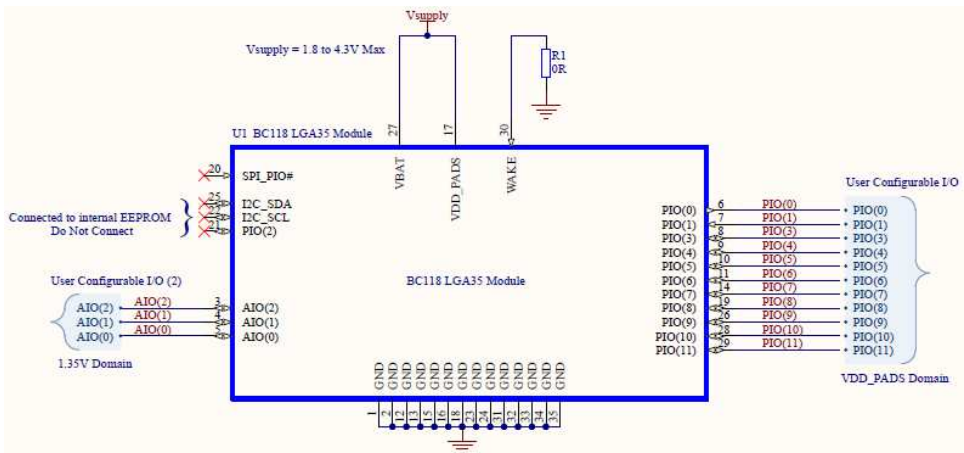 Vsupply
Vsupply = 1.8 to 4.3V Max
R1
0R
U1 BC118 LGA35 Module
27
17
30
VBAT
VDD_PADS
WAKE
20
SPI_PIO#
25
I2C_SDA
22
I2C_SCL
21
PIO(2)
Connected to internal EEPROM
Do Not Connect
User Configurable I/O (2)
AIO(2) AIO(2) 3 AIO(2)
AIO(1) AIO(1) 4 AIO(1)
AIO(0) AIO(0) 5 AIO(0)
1.35V Domain
BC118 LGA35 Module
User Configurable I/O
PIO(0) 6 PIO(0) PIO(0)
PIO(1) 7 PIO(1) PIO(1)
PIO(3) 8 PIO(3) PIO(3)
PIO(4) 9 PIO(4) PIO(4)
PIO(5) 10 PIO(5) PIO(5)
PIO(6) 11 PIO(6) PIO(6)
PIO(7) 14 PIO(7) PIO(7)
PIO(8) 19 PIO(8) PIO(8)
PIO(9) 26 PIO(9) PIO(9)
PIO(10) 28 PIO(10) PIO(10)
PIO(11) 29 PIO(11) PIO(11)
VDD_PADS Domain
GND GND GND GND GND GND GND GND GND GND GND GND GND GND
1 2 12 13 15 16 18 23 24 31 32 33 34 35